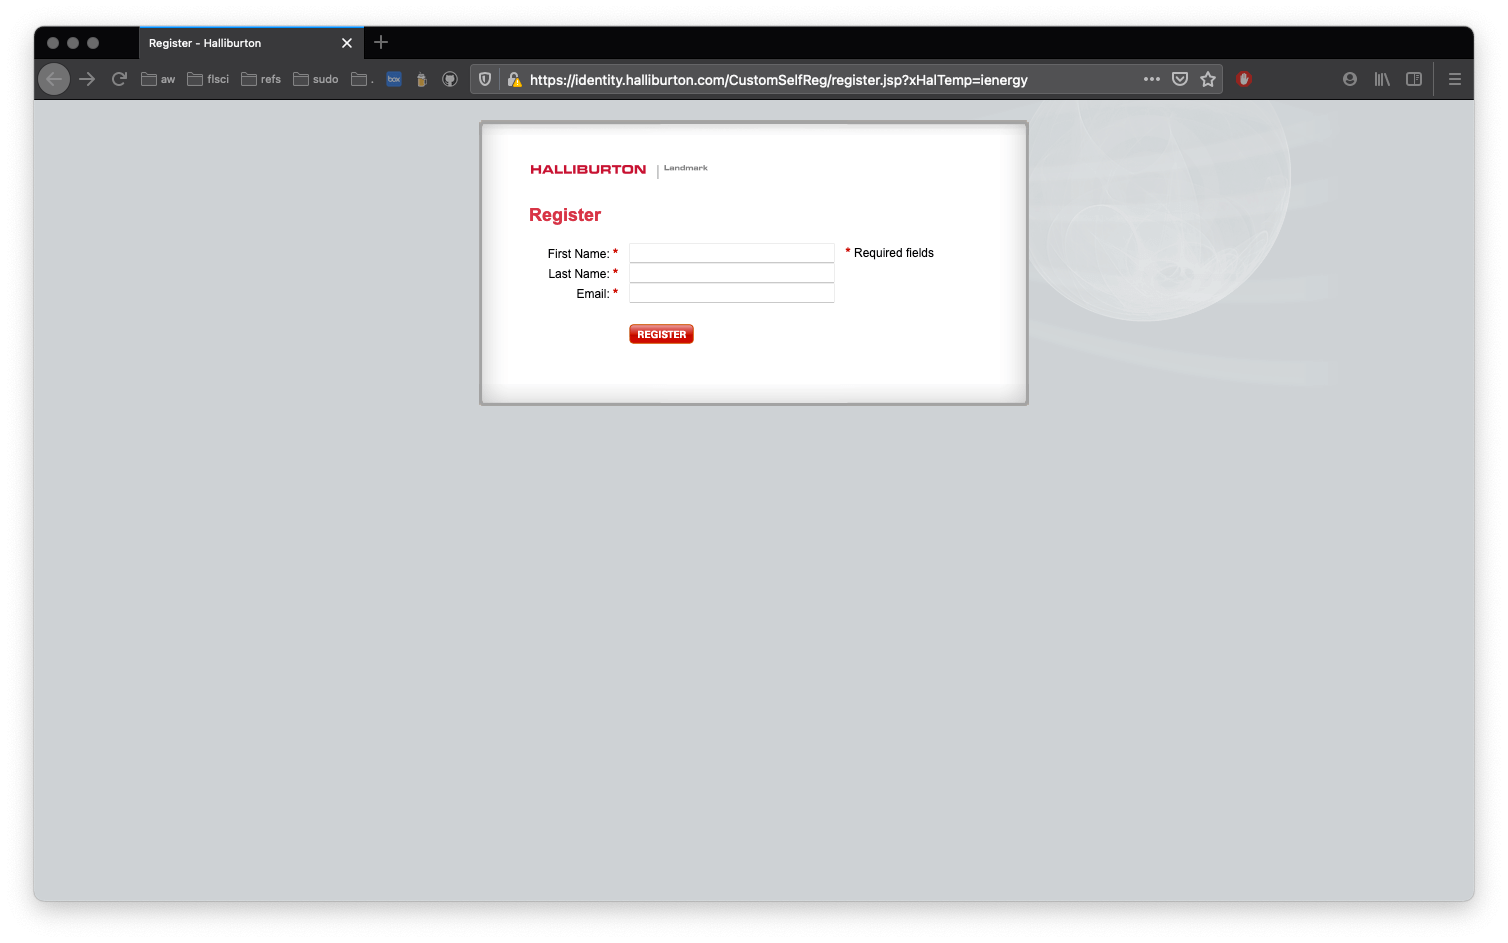 Register - Halliburton
aw flsci refs sudo . box https://identity.halliburton.com/CustomSelfReg/register.jsp?xHalTemp=ienergy
HALLIBURTON | Landmark
Register
First Name: * * Required fields
Last Name: *
Email: *
REGISTER